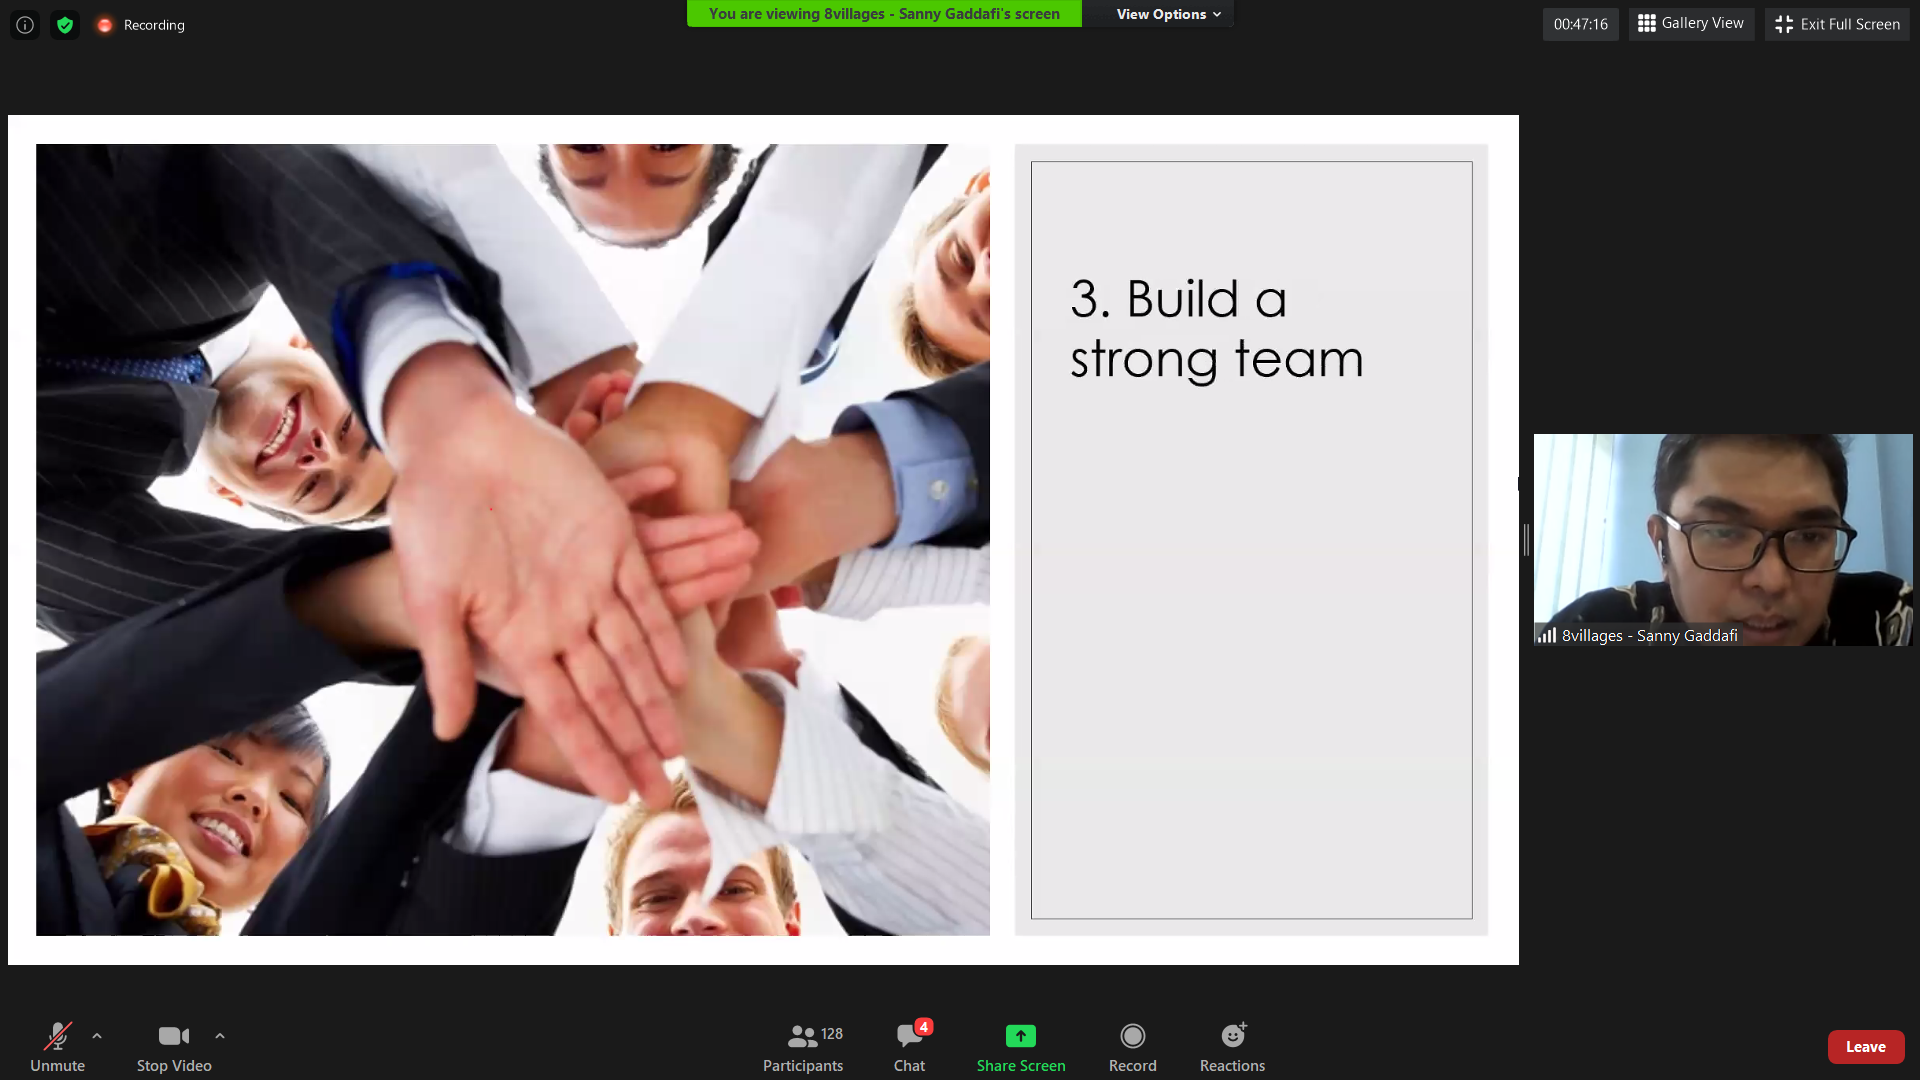 Recording
You are viewing 8villages - Sanny Gaddafi's screen
View Options
00:47:16
Gallery View
Exit Full Screen
3. Build a
strong team
8villages - Sanny Gaddafi
Unmute
Stop Video
128
Participants
4
Chat
Share Screen
Record
Reactions
Leave